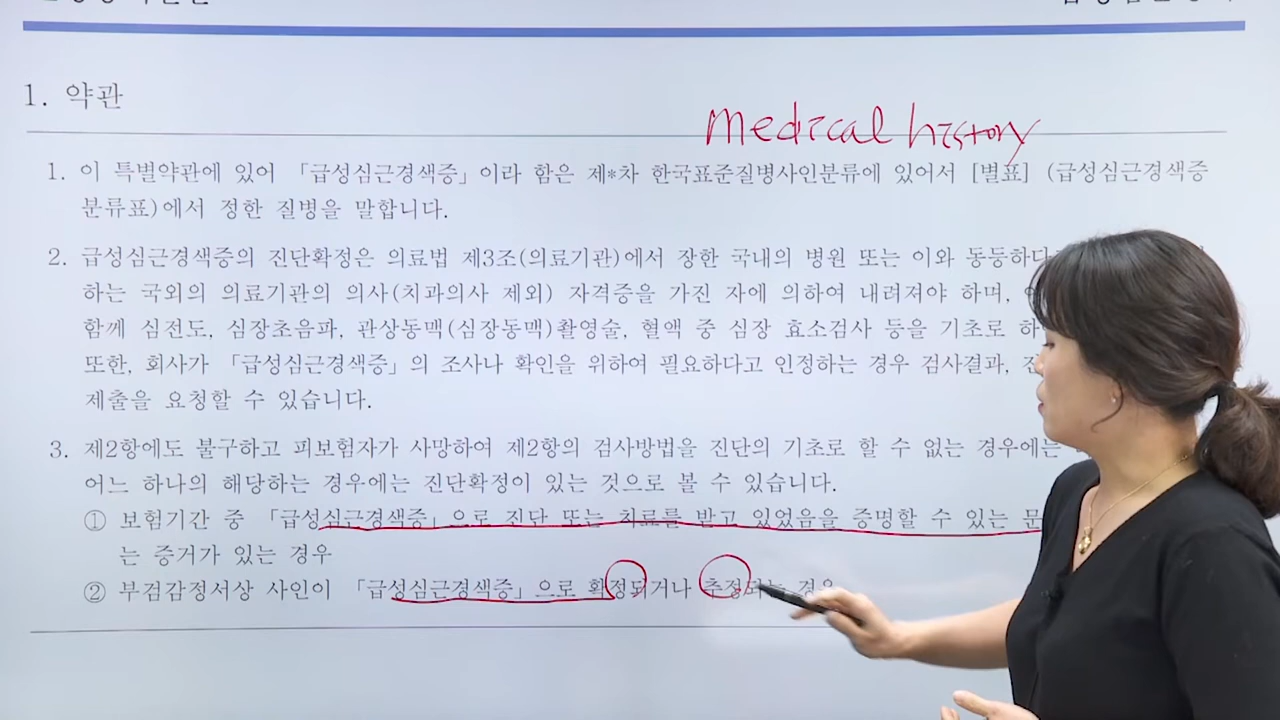 1. 약관
medical history
1. 이 특별약관에 있어 「급성심근경색증」이라 함은 제*차 한국표준질병사인분류에 있어서 [별표] (급성심근경색증
분류표)에서 정한 질병을 말합니다.
2. 급성심근경색증의 진단확정은 의료법 제3조(의료기관)에서 장한 국내의 병원 또는 이와 동등하다
하는 국외의 의료기관의 의사(치과의사 제외) 자격증을 가진 자에 의하여 내려져야 하며,
함께 심전도, 심장초음파, 관상동맥(심장동맥)촬영술, 혈액 중 심장 효소검사 등을 기초로
또한, 회사가 「급성심근경색증」의 조사나 확인을 위하여 필요하다고 인정하는 경우 검사결과,
제출을 요청할 수 있습니다.
3. 제2항에도 불구하고 피보험자가 사망하여 제2항의 검사방법을 진단의 기초로 할 수 없는 경우에는
어느 하나의 해당하는 경우에는 진단확정이 있는 것으로 볼 수 있습니다.
① 보험기간 중 「급성심근경색증」으로 진단 또는 치료를 받고 있었음을 증명할 수 있는
는 증거가 있는 경우
② 부검감정서상 사인이 「급성심근경색증」으로 확정되거나 추정되는 경우